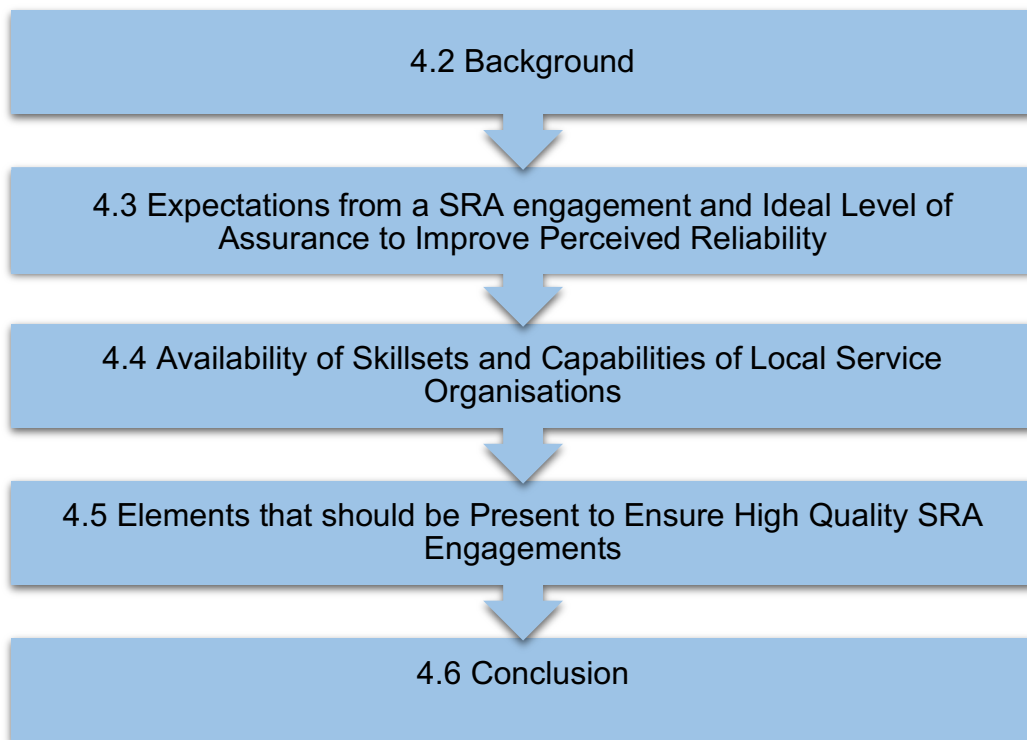 4.2 Background
4.3 Expectations from a SRA engagement and Ideal Level of
Assurance to Improve Perceived Reliability
4.4 Availability of Skillsets and Capabilities of Local Service
Organisations
4.5 Elements that should be Present to Ensure High Quality SRA
Engagements
4.6 Conclusion